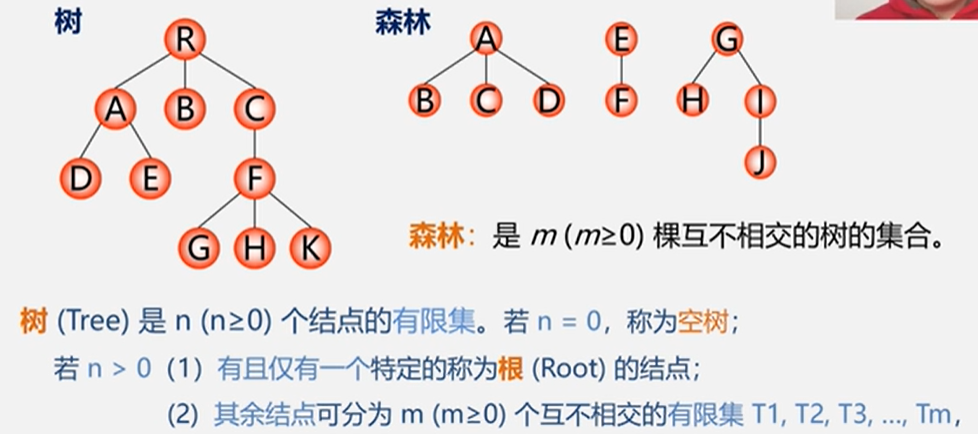 树
森林
R
A B C
D E F
G H K
A
B C D
E
F
G
H I
J
森林：是 m (m≥0) 棵互不相交的树的集合。
树 (Tree) 是 n (n≥0) 个结点的有限集。若 n = 0，称为空树；
若 n > 0（1）有且仅有一个特定的称为根 (Root) 的结点；
(2) 其余结点可分为 m (m≥0) 个互不相交的有限集 T1, T2, T3, ..., Tm，